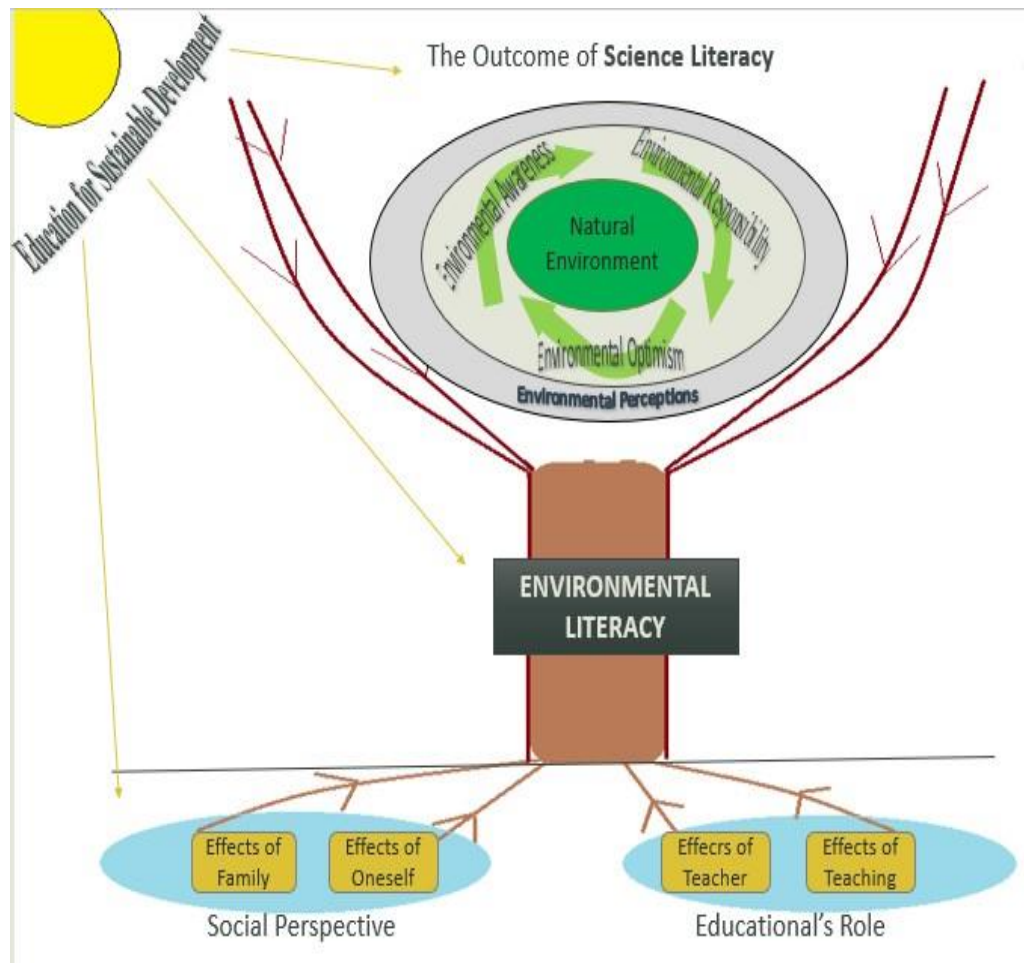 Education for Sustainable Development
The Outcome of Science Literacy
Environmental Awareness
Environmental Responsibility
Natural
Environment
Environmental Optimism
Environmental Perceptions
ENVIRONMENTAL
LITERACY
Effects of
Family
Effects of
Oneself
Effecrs of
Teacher
Effects of
Teaching
Social Perspective
Educational's Role